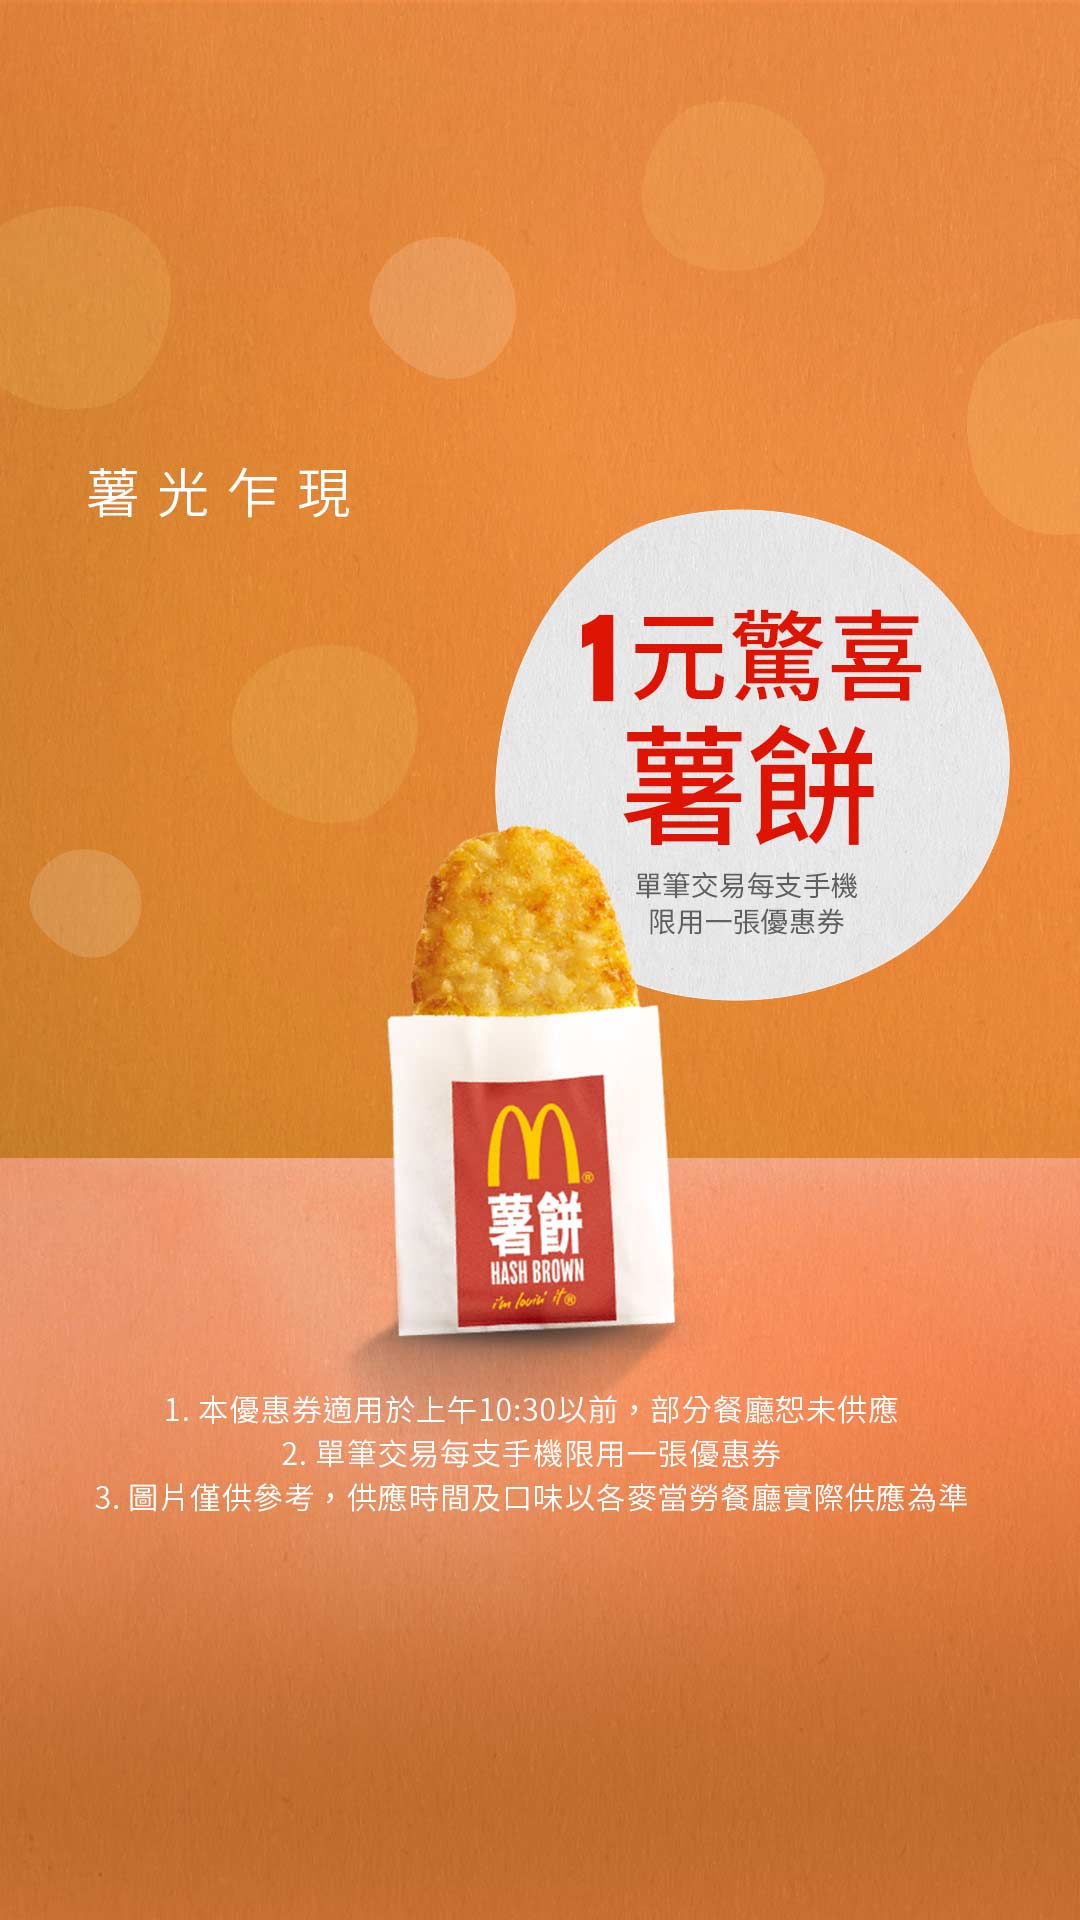 薯光乍現
1元驚喜
薯餅
單筆交易每支手機
限用一張優惠券
薯餅
HASH BROWN
i'm lovin' it®
1. 本優惠券適用於上午10:30以前，部分餐廳恕未供應
2. 單筆交易每支手機限用一張優惠券
3. 圖片僅供參考，供應時間及口味以各麥當勞餐廳實際供應為準